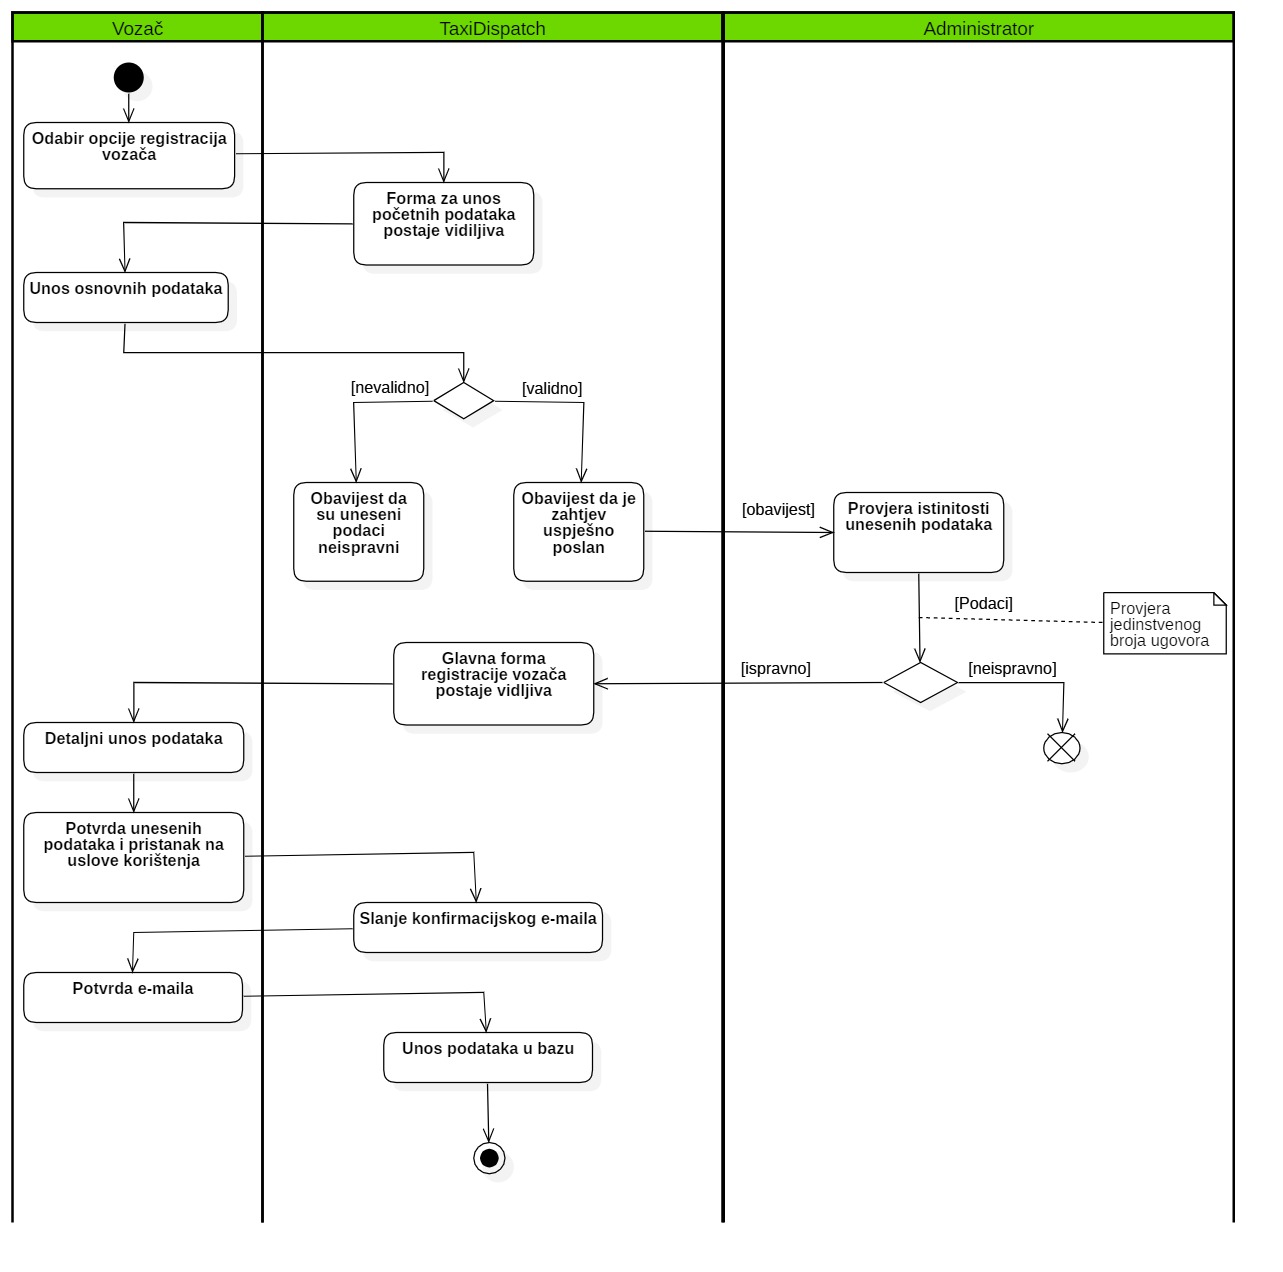 Vozač
TaxiDispatch
Administrator
Odabir opcije registracija
vozača
Forma za unos
početnih podataka
postaje vidiljiva
Unos osnovnih podataka
[nevalidno]
[validno]
Obavijest da
su uneseni
podaci
neispravni
Obavijest da je
zahtjev
uspješno
poslan
[obavijest]
Provjera istinitosti
unesenih podataka
[Podaci]
Provjera
jedinstvenog
broja ugovora
Glavna forma
registracije vozača
postaje vidljiva
[ispravno]
[neispravno]
Detaljni unos podataka
Potvrda unesenih
podataka i pristanak na
uslove korištenja
Slanje konfirmacijskog e-maila
Potvrda e-maila
Unos podataka u bazu